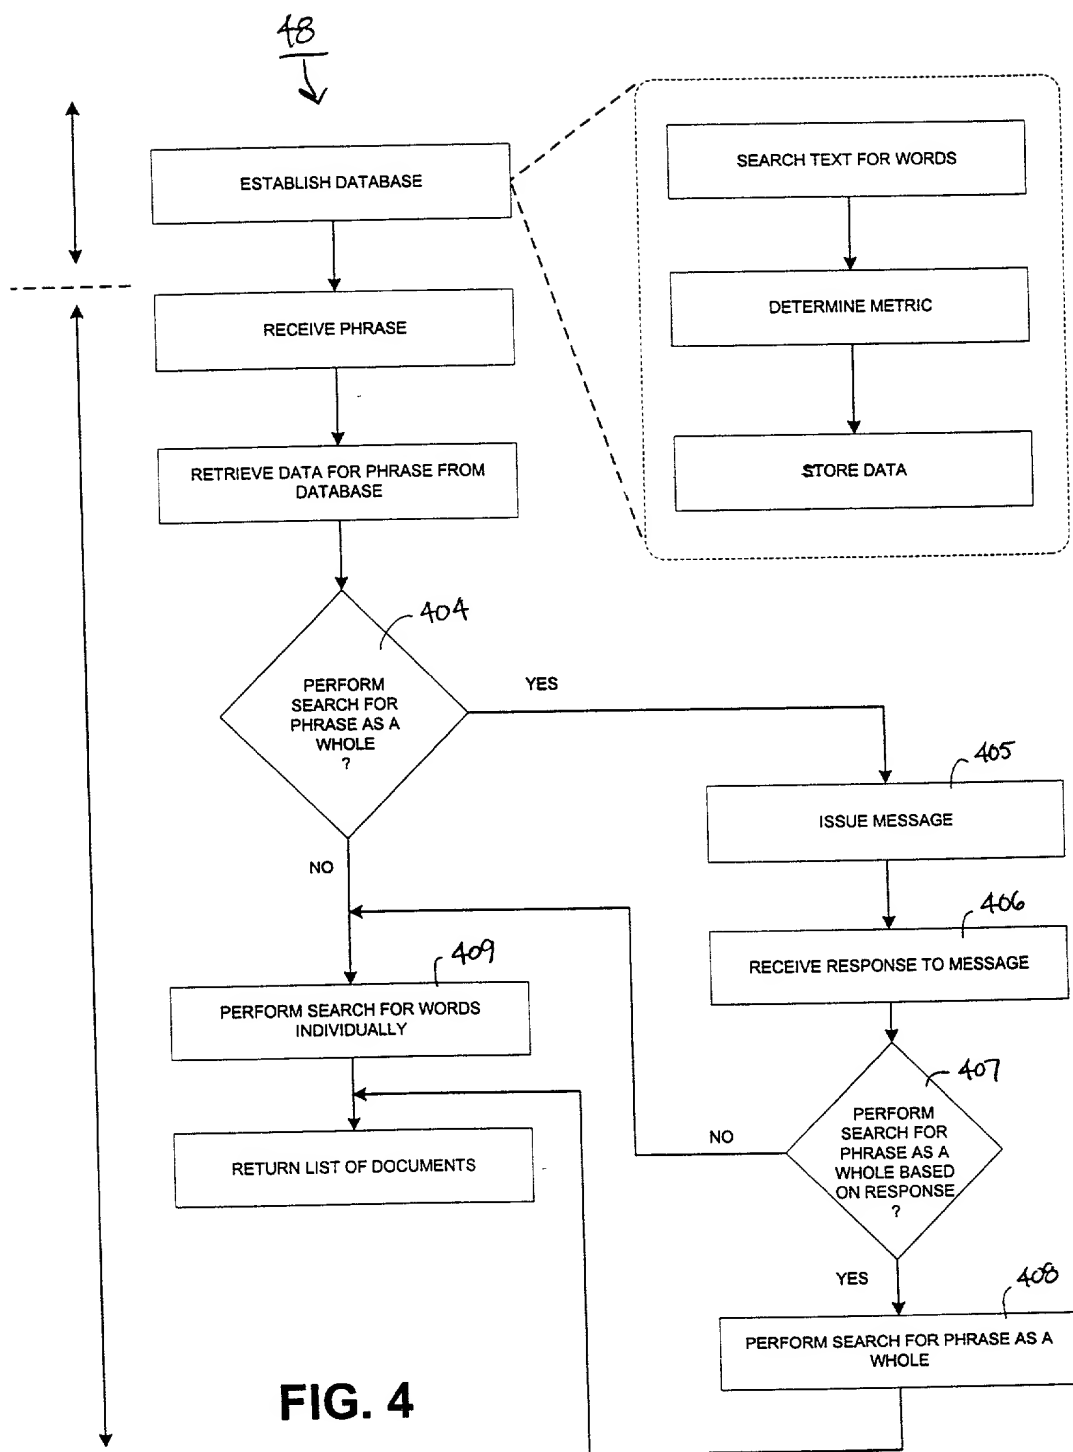 48
ESTABLISH DATABASE
SEARCH TEXT FOR WORDS
DETERMINE METRIC
STORE DATA
RECEIVE PHRASE
RETRIEVE DATA FOR PHRASE FROM
DATABASE
404
PERFORM
SEARCH FOR
PHRASE AS A
WHOLE
?
YES
NO
405
ISSUE MESSAGE
406
RECEIVE RESPONSE TO MESSAGE
407
PERFORM
SEARCH FOR
PHRASE AS A
WHOLE BASED
ON RESPONSE
?
NO
YES
408
PERFORM SEARCH FOR PHRASE AS A
WHOLE
409
PERFORM SEARCH FOR WORDS
INDIVIDUALLY
RETURN LIST OF DOCUMENTS
FIG. 4